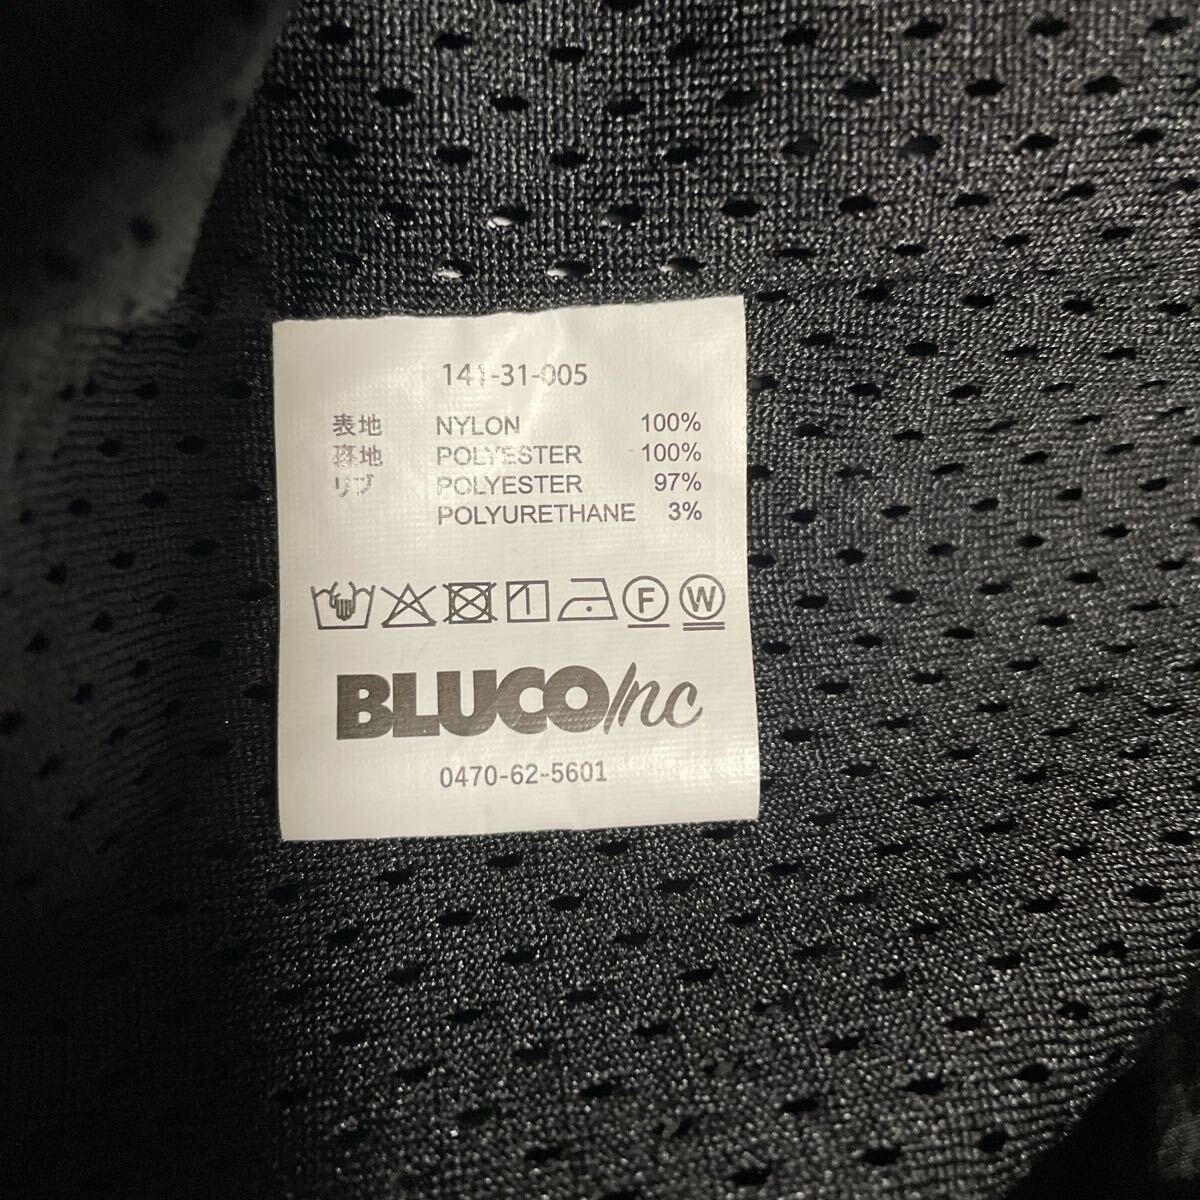 141-31-005
表地 NYLON 100%
裏地 POLYESTER 100%
リブ POLYESTER 97%
POLYURETHANE 3%
F W
BLUCO Inc
0470-62-5601